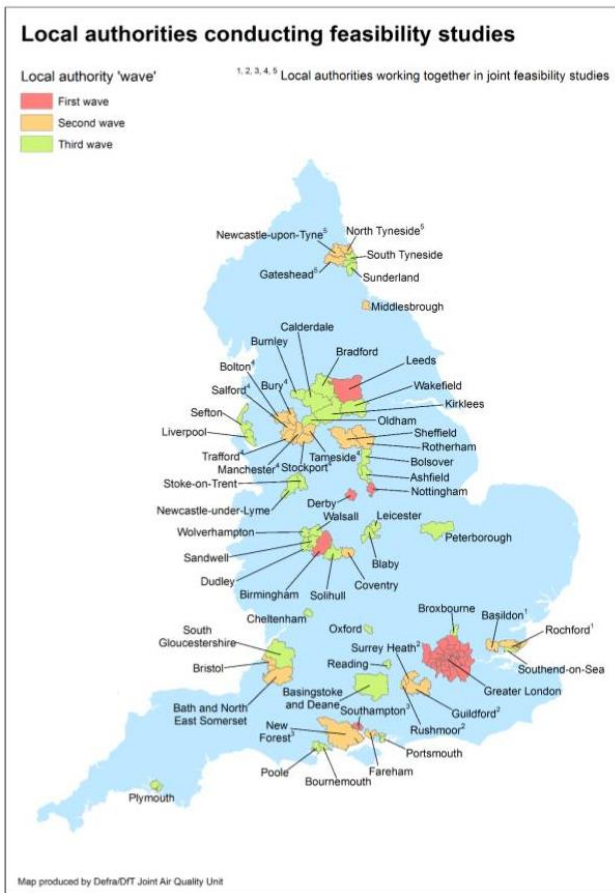 Local authorities conducting feasibility studies
Local authority 'wave'
1, 2, 3, 4, 5 Local authorities working together in joint feasibility studies
First wave
Second wave
Third wave
Newcastle-upon-Tyne5
North Tyneside5
South Tyneside
Gateshead5
Sunderland
Middlesbrough
Calderdale
Burnley
Bradford
Bolton4
Leeds
Bury4
Salford4
Wakefield
Sefton
Kirklees
Oldham
Liverpool
Sheffield
Trafford4
Rotherham
Tameside4
Manchester4
Stockport4
Bolsover
Stoke-on-Trent
Ashfield
Derby
Nottingham
Newcastle-under-Lyme
Walsall
Leicester
Wolverhampton
Peterborough
Sandwell
Blaby
Dudley
Coventry
Birmingham
Solihull
Cheltenham
Broxbourne
Basildon1
South
Gloucestershire
Oxford
Rochford1
Surrey Heath2
Reading
Bristol
Southend-on-Sea
Basingstoke
and Deane
Greater London
Bath and North
East Somerset
Guildford2
Southampton3
Rushmoor2
New
Forest3
Portsmouth
Fareham
Poole
Bournemouth
Plymouth
Map produced by Defra/DfT Joint Air Quality Unit